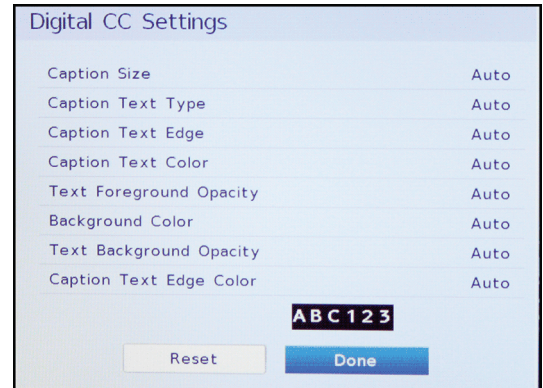 Digital CC Settings
Caption Size Auto
Caption Text Type Auto
Caption Text Edge Auto
Caption Text Color Auto
Text Foreground Opacity Auto
Background Color Auto
Text Background Opacity Auto
Caption Text Edge Color Auto
ABC123
Reset Done